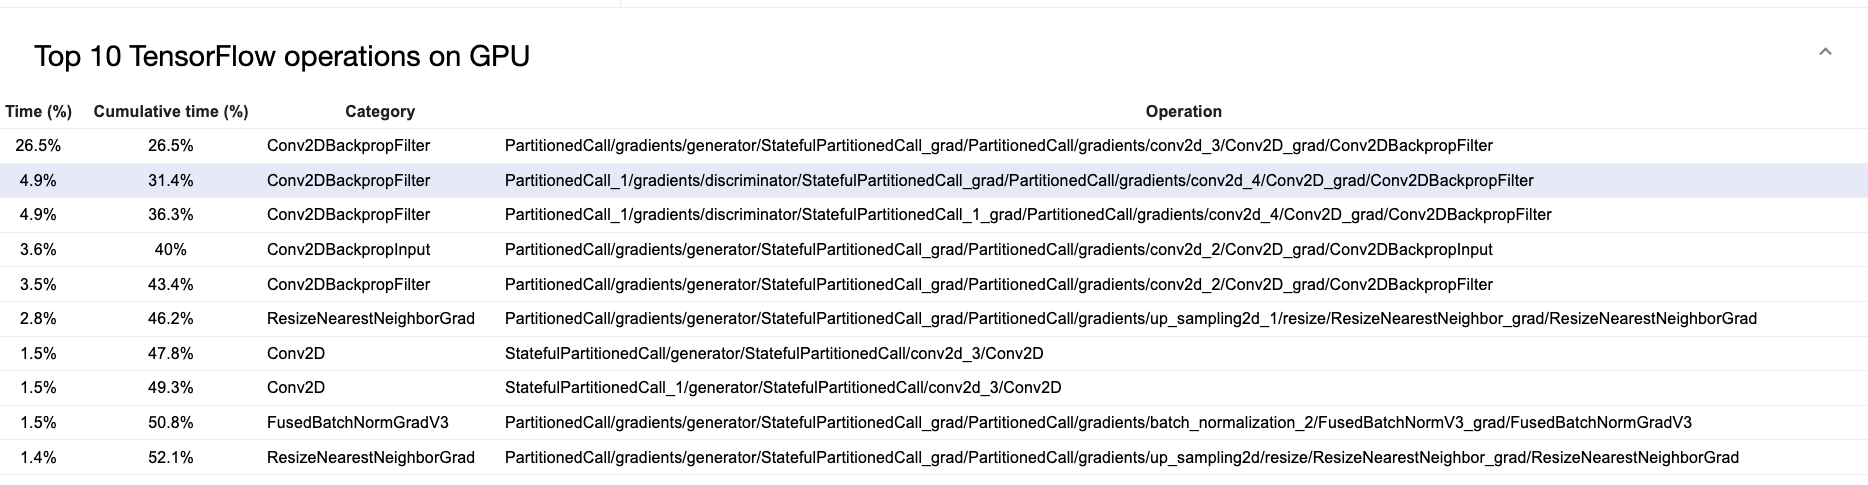 Top 10 TensorFlow operations on GPU
Time (%) Cumulative time (%) Category Operation
26.5% 26.5% Conv2DBackpropFilter PartitionedCall/gradients/generator/StatefulPartitionedCall_grad/PartitionedCall/gradients/conv2d_3/Conv2D_grad/Conv2DBackpropFilter
4.9% 31.4% Conv2DBackpropFilter PartitionedCall_1/gradients/discriminator/StatefulPartitionedCall_grad/PartitionedCall/gradients/conv2d_4/Conv2D_grad/Conv2DBackpropFilter
4.9% 36.3% Conv2DBackpropFilter PartitionedCall_1/gradients/discriminator/StatefulPartitionedCall_1_grad/PartitionedCall/gradients/conv2d_4/Conv2D_grad/Conv2DBackpropFilter
3.6% 40% Conv2DBackpropInput PartitionedCall/gradients/generator/StatefulPartitionedCall_grad/PartitionedCall/gradients/conv2d_2/Conv2D_grad/Conv2DBackpropInput
3.5% 43.4% Conv2DBackpropFilter PartitionedCall/gradients/generator/StatefulPartitionedCall_grad/PartitionedCall/gradients/conv2d_2/Conv2D_grad/Conv2DBackpropFilter
2.8% 46.2% ResizeNearestNeighborGrad PartitionedCall/gradients/generator/StatefulPartitionedCall_grad/PartitionedCall/gradients/up_sampling2d_1/resize/ResizeNearestNeighbor_grad/ResizeNearestNeighborGrad
1.5% 47.8% Conv2D StatefulPartitionedCall/generator/StatefulPartitionedCall/conv2d_3/Conv2D
1.5% 49.3% Conv2D StatefulPartitionedCall_1/generator/StatefulPartitionedCall/conv2d_3/Conv2D
1.5% 50.8% FusedBatchNormGradV3 PartitionedCall/gradients/generator/StatefulPartitionedCall_grad/PartitionedCall/gradients/batch_normalization_2/FusedBatchNormV3_grad/FusedBatchNormGradV3
1.4% 52.1% ResizeNearestNeighborGrad PartitionedCall/gradients/generator/StatefulPartitionedCall_grad/PartitionedCall/gradients/up_sampling2d/resize/ResizeNearestNeighbor_grad/ResizeNearestNeighborGrad